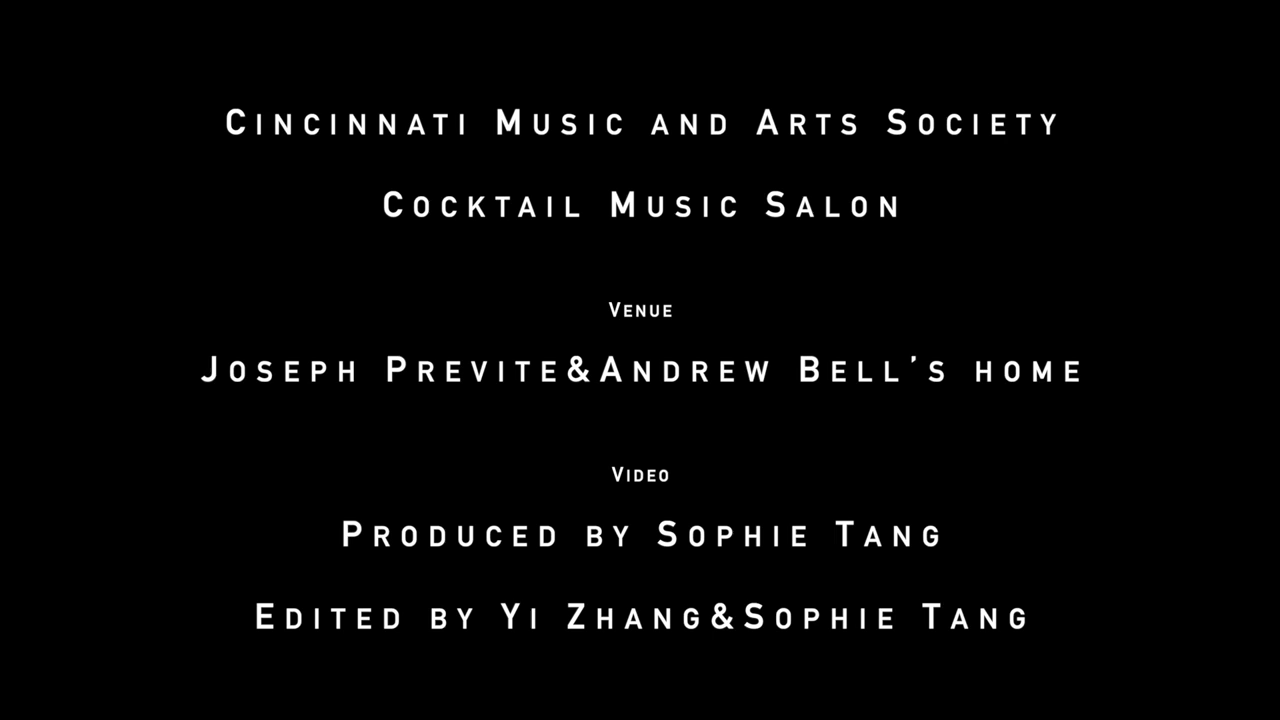 Cincinnati Music and Arts Society
Cocktail Music Salon
Venue
Joseph Previte&Andrew Bell's home
Video
Produced by Sophie Tang
Edited by Yi Zhang&Sophie Tang